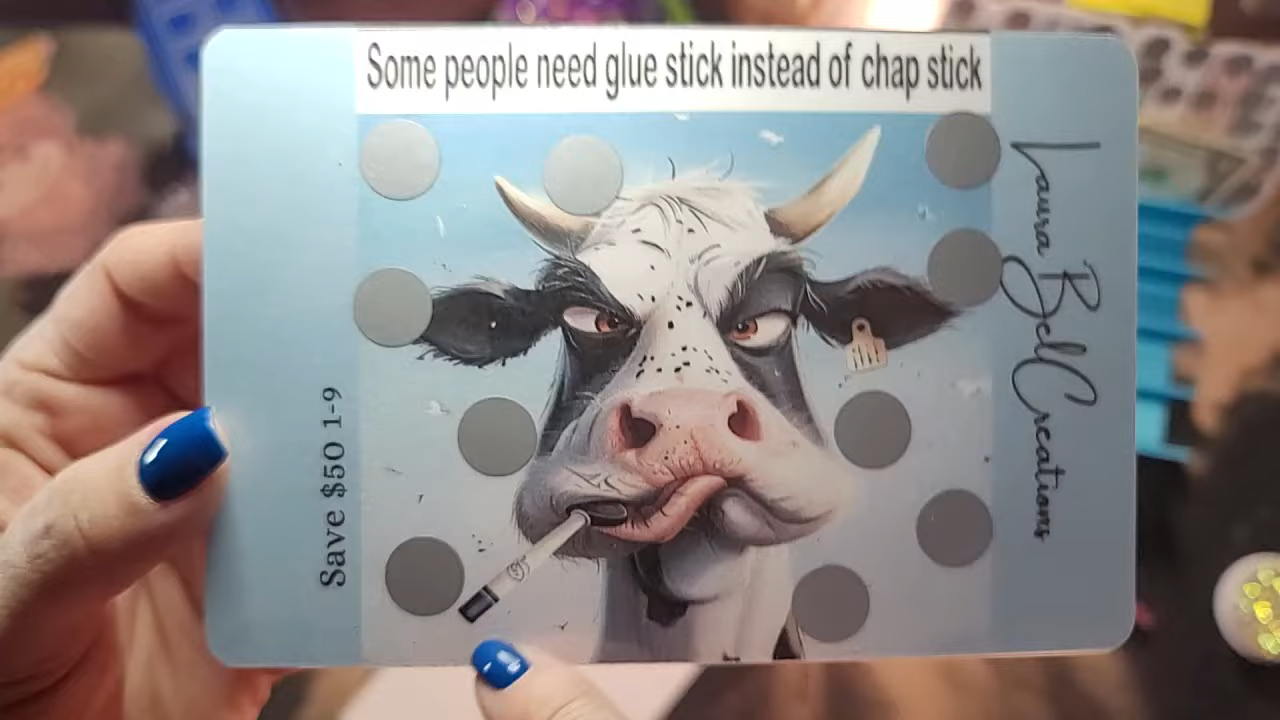 Some people need glue stick instead of chap stick
Save $50 1-9
Laura Bell Creations